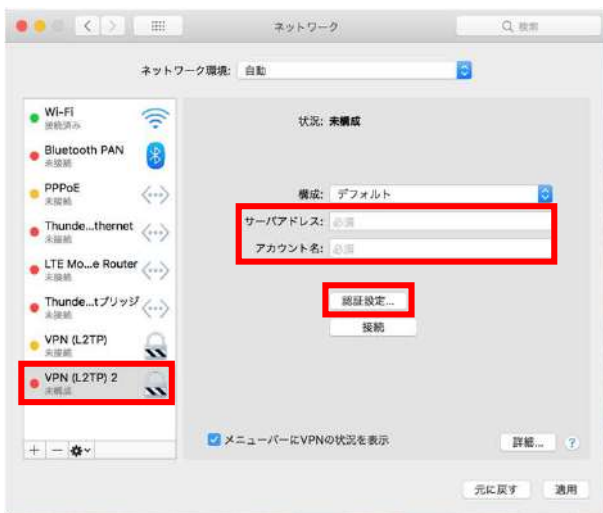 ネットワーク
検索
ネットワーク環境: 自動
Wi-Fi
接続済み
Bluetooth PAN
未接続
PPPoE
未接続
Thunde...thernet
未接続
LTE Mo...e Router
未接続
Thunde...tブリッジ
未接続
VPN (L2TP)
未接続
VPN (L2TP) 2
未構成
状況: 未構成
構成: デフォルト
サーバアドレス: 必須
アカウント名: 必須
認証設定...
接続
メニューバーにVPNの状況を表示
詳細... ?
元に戻す 適用